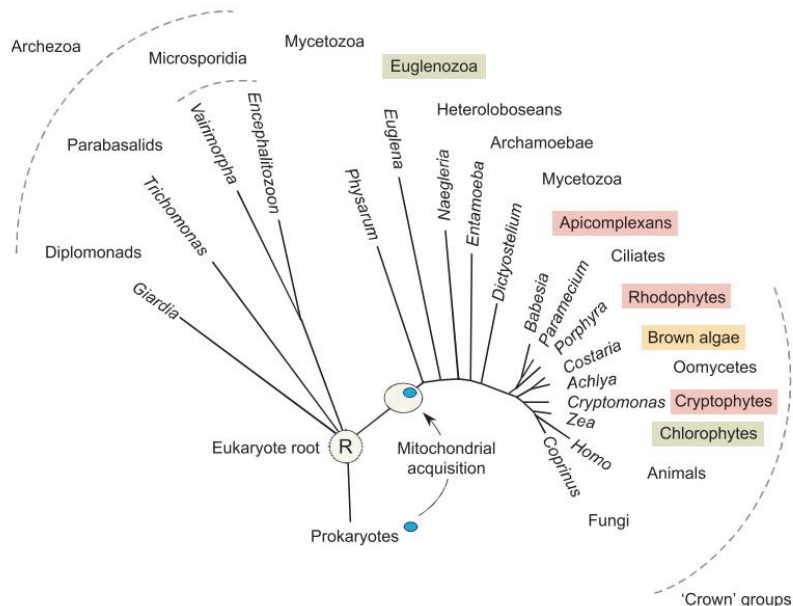 Archezoa
Microsporidia
Mycetozoa
Euglenozoa
Heteroloboseans
Archamoebae
Mycetozoa
Apicomplexans
Ciliates
Rhodophytes
Brown algae
Oomycetes
Cryptophytes
Chlorophytes
Animals
Fungi
'Crown' groups
Parabasalids
Diplomonads
Giardia
Trichomonas
Vairimorpha
Encephalitozoon
Physarum
Euglena
Naegleria
Entamoeba
Dictyostelium
Babesia
Paramecium
Porphyra
Costaria
Achlya
Cryptomonas
Zea
Homo
Coprinus
Eukaryote root
R
Mitochondrial
acquisition
Prokaryotes